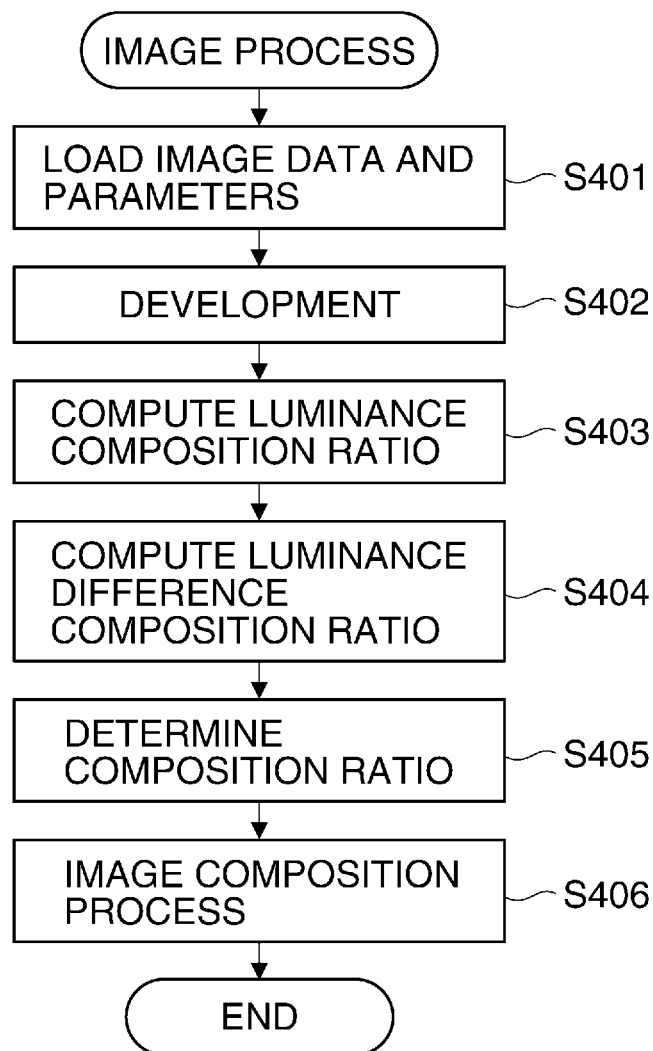 IMAGE PROCESS
LOAD IMAGE DATA AND
PARAMETERS
S401
DEVELOPMENT
S402
COMPUTE LUMINANCE
COMPOSITION RATIO
S403
COMPUTE LUMINANCE
DIFFERENCE
COMPOSITION RATIO
S404
DETERMINE
COMPOSITION RATIO
S405
IMAGE COMPOSITION
PROCESS
S406
END